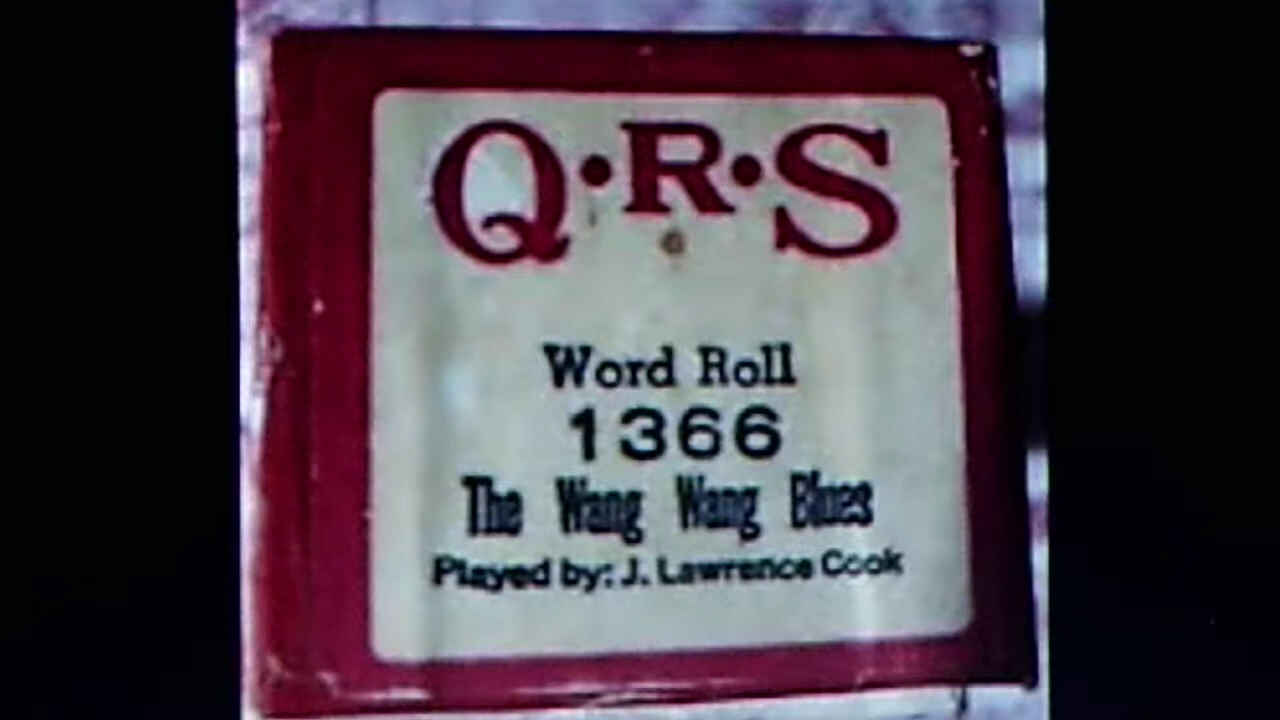 Q·R·S
Word Roll
1366
The Wang Wang Blues
Played by: J. Lawrence Cook